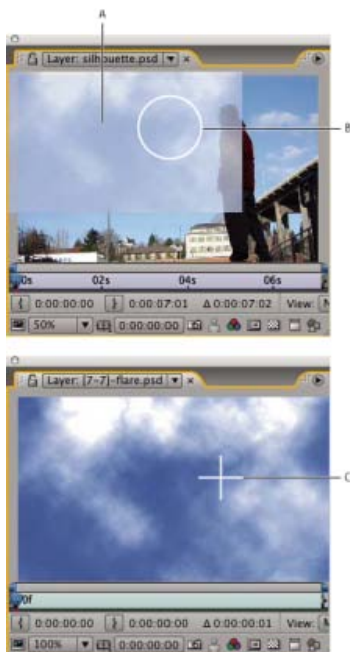 A
Layer: silhouette.psd
B
0s 02s 04s 06s
0:00:00:00 0:00:07:01 Δ 0:00:07:02 View:
50% 0:00:00:00
Layer: [7-7]-flare.psd
C
0f
0:00:00:00 0:00:00:00 Δ 0:00:00:01 View:
100% 0:00:00:00